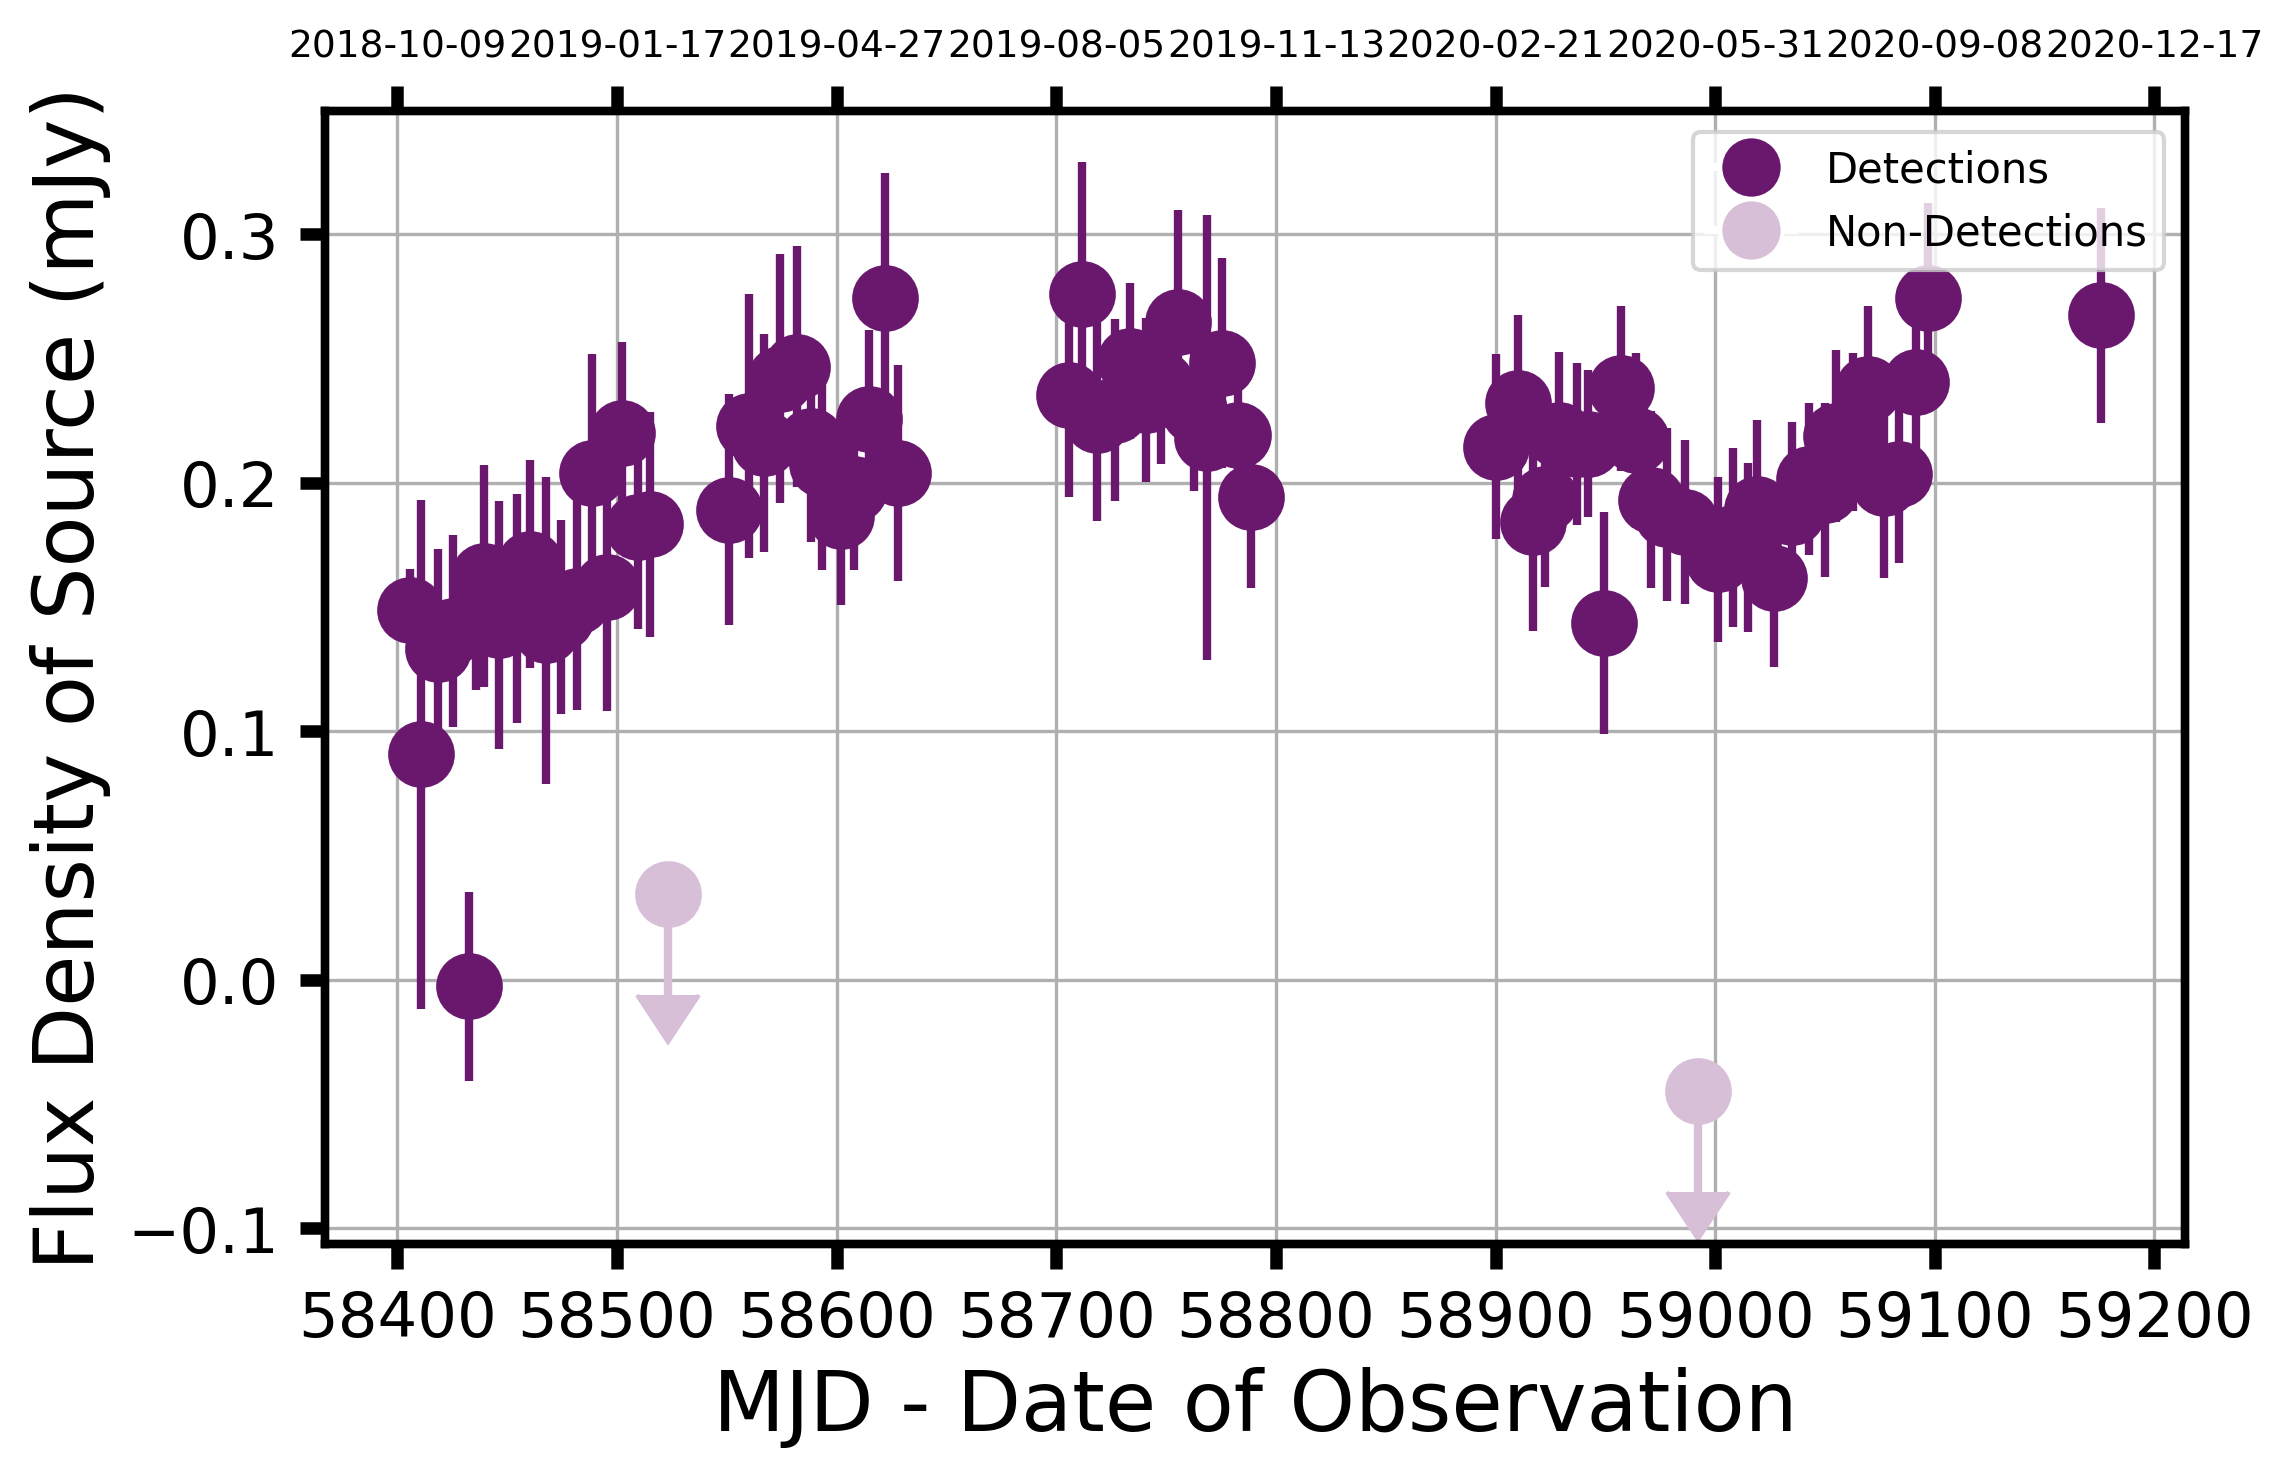 2018-10-09 2019-01-17 2019-04-27 2019-08-05 2019-11-13 2020-02-21 2020-05-31 2020-09-08 2020-12-17
Flux Density of Source (mJy)
Detections
Non-Detections
0.3
0.2
0.1
0.0
−0.1
58400 58500 58600 58700 58800 58900 59000 59100 59200
MJD - Date of Observation